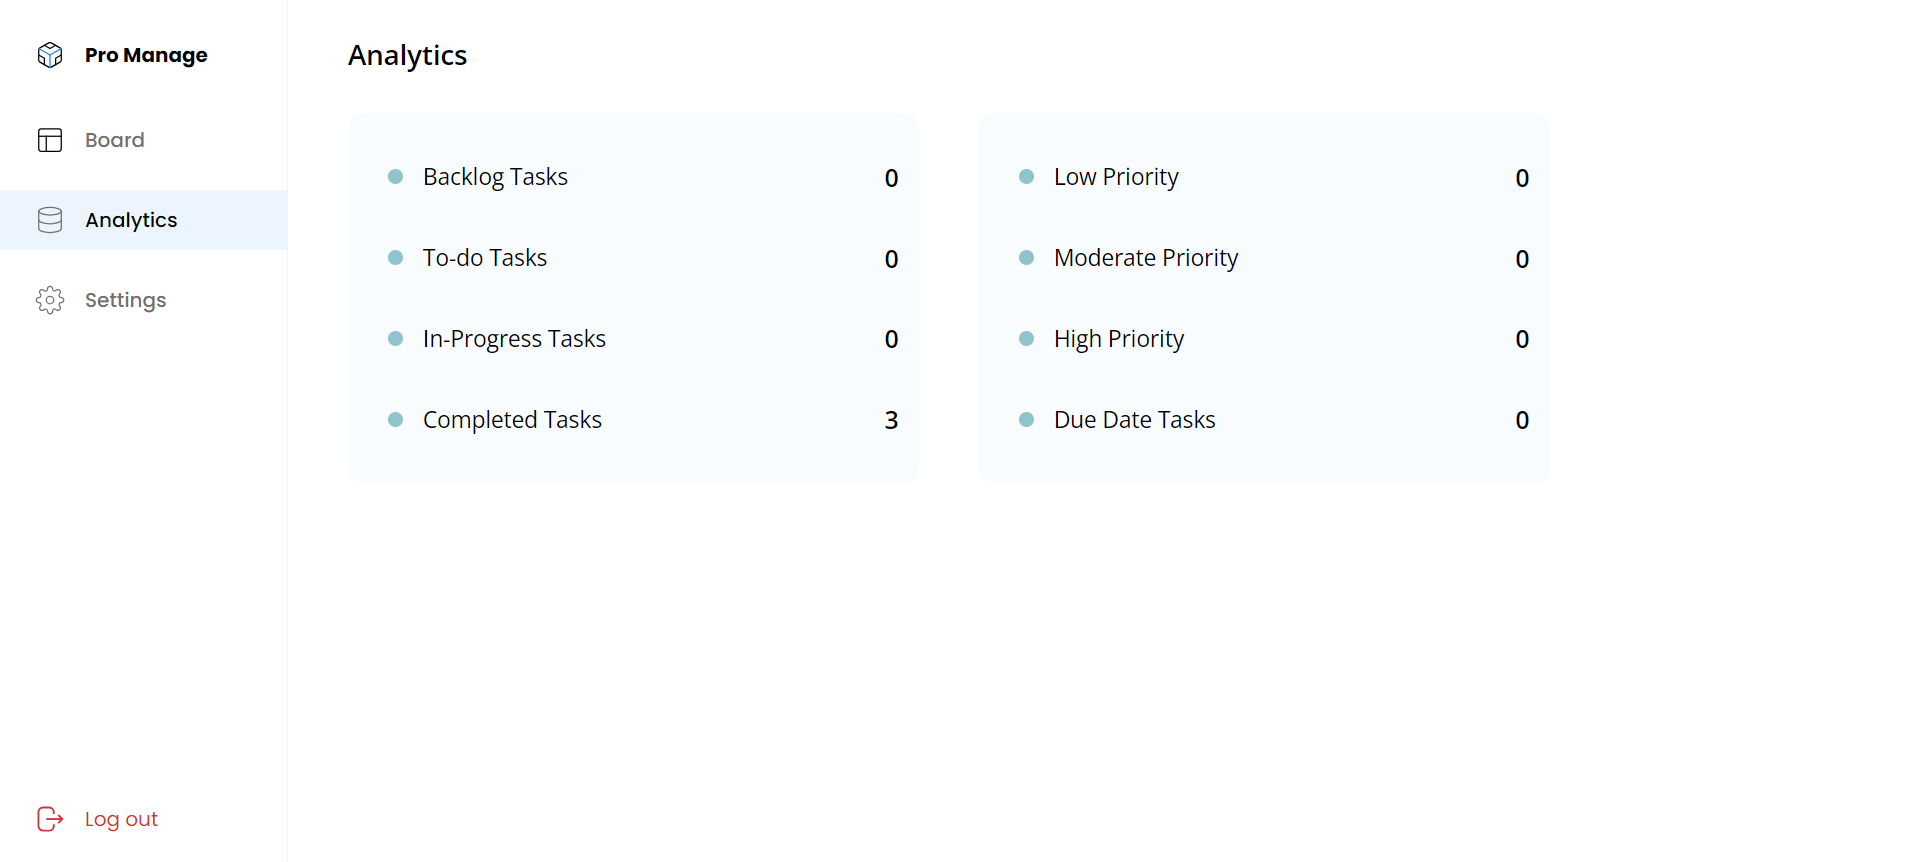 Pro Manage
Board
Analytics
Settings
Log out
Analytics
Backlog Tasks 0
To-do Tasks 0
In-Progress Tasks 0
Completed Tasks 3
Low Priority 0
Moderate Priority 0
High Priority 0
Due Date Tasks 0